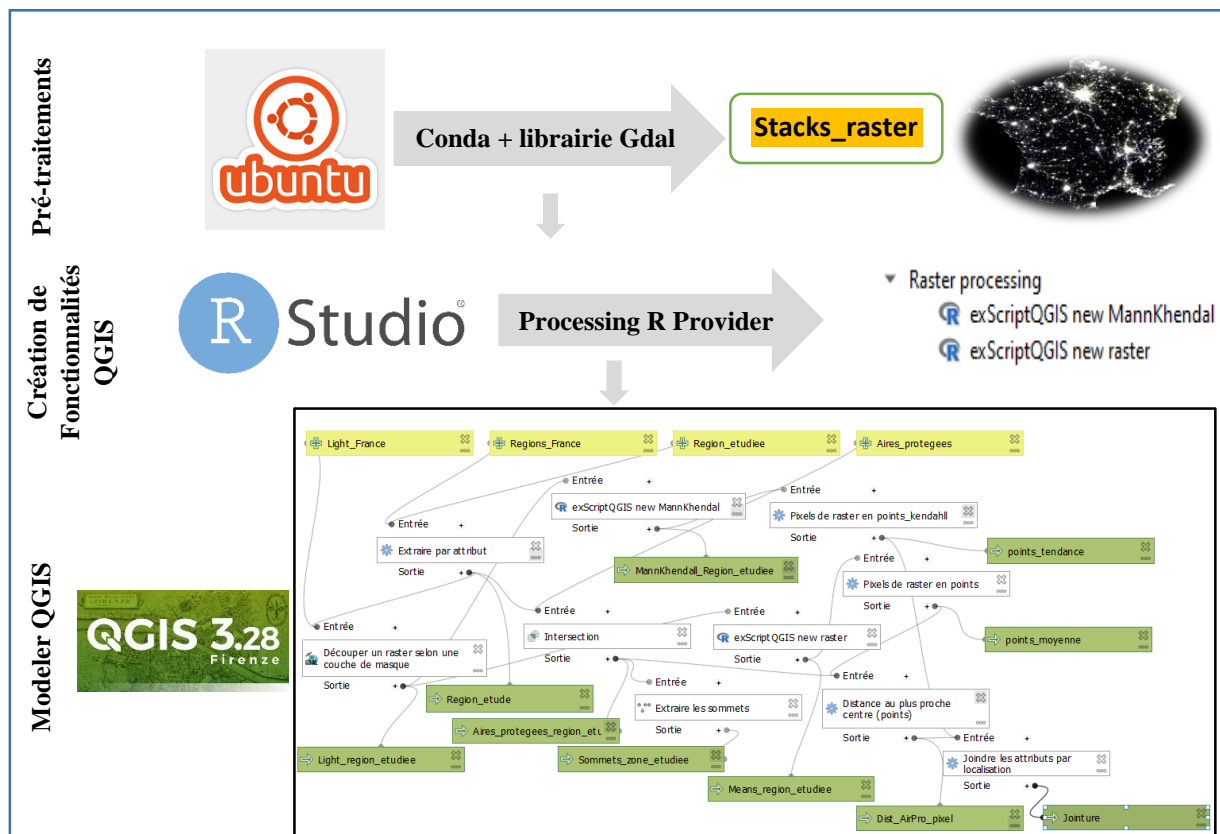 Pré-traitements
ubuntu
Conda + librairie Gdal
Stacks_raster
Création de
Fonctionnalités
QGIS
R Studio
R
Processing R Provider
Raster processing
R exScriptQGIS new MannKhendal
R exScriptQGIS new raster
Modeler QGIS
QGIS 3.28
Firenze
Light_France
Regions_France
Region_etudiee
Aires_protegees
Entrée
exScriptQGIS new MannKhendal
Sortie
Entrée
Pixels de raster en points_kendahll
Sortie
Entrée
Extraire par attribut
Sortie
MannKhendall_Region_etudiee
points_tendance
Entrée
Pixels de raster en points
Sortie
Entrée
Intersection
Sortie
Entrée
exScriptQGIS new raster
Sortie
points_moyenne
Entrée
GDAL
Découper un raster selon une
couche de masque
Sortie
Region_etude
Entrée
Extraire les sommets
Sortie
Entrée
Distance au plus proche
centre (points)
Sortie
Aires_protegees_region_etu
Light_region_etudiee
Sommets_zone_etudiee
Means_region_etudiee
Entrée
Joindre les attributs par
localisation
Sortie
Dist_AirPro_pixel
Jointure